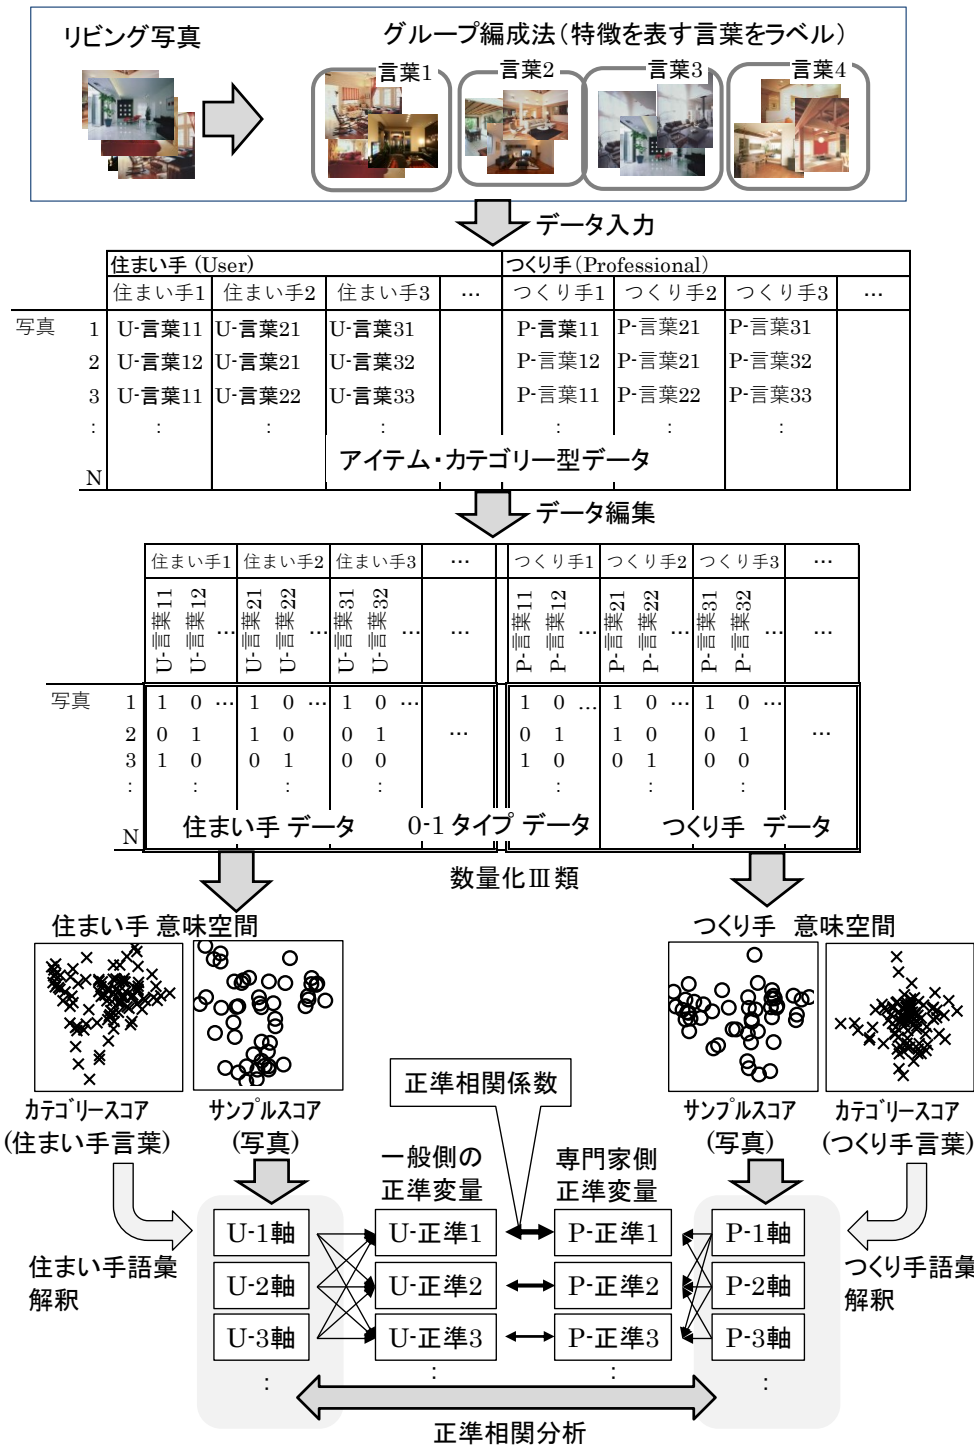 リビング写真
グループ編成法（特徴を表す言葉をラベル）
言葉1 言葉2 言葉3 言葉4
データ入力
住まい手 (User) つくり手(Professional)
住まい手1 住まい手2 住まい手3 … つくり手1 つくり手2 つくり手3 …
写真 1 U-言葉11 U-言葉21 U-言葉31 P-言葉11 P-言葉21 P-言葉31
2 U-言葉12 U-言葉21 U-言葉32 P-言葉12 P-言葉21 P-言葉32
3 U-言葉11 U-言葉22 U-言葉33 P-言葉11 P-言葉22 P-言葉33
: : : : : : :
アイテム・カテゴリー型データ
N
データ編集
住まい手1 住まい手2 住まい手3 … つくり手1 つくり手2 つくり手3 …
U-言葉11 U-言葉12 … U-言葉21 U-言葉22 … U-言葉31 U-言葉32 … … P-言葉11 P-言葉12 … P-言葉21 P-言葉22 … P-言葉31 P-言葉32 … …
写真 1 1 0 … 1 0 … 1 0 … 1 0 … 1 0 … 1 0 …
2 0 1 1 0 0 1 … 0 1 1 0 0 1 …
3 1 0 0 1 0 0 1 0 0 1 0 0
: : : : : : :
N 住まい手 データ 0-1 タイプ データ つくり手 データ
数量化Ⅲ類
住まい手 意味空間 つくり手 意味空間
カテゴリースコア サンプルスコア サンプルスコア カテゴリースコア
(住まい手言葉) (写真) (写真) (つくり手言葉)
正準相関係数
一般側の 専門家側
正準変量 正準変量
U-1軸 U-正準1 P-正準1 P-1軸
住まい手語彙 つくり手語彙
U-2軸 U-正準2 P-正準2 P-2軸
解釈 解釈
U-3軸 U-正準3 P-正準3 P-3軸
: : : :
正準相関分析